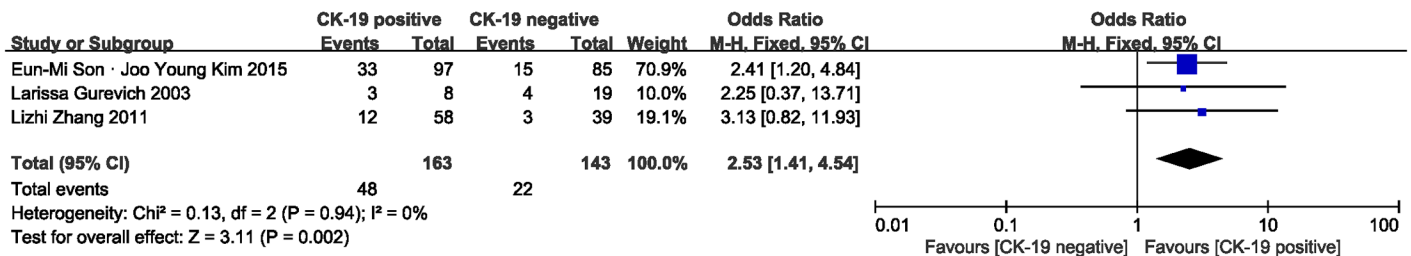 CK-19 positive CK-19 negative Odds Ratio Odds Ratio
Study or Subgroup Events Total Events Total Weight M-H, Fixed, 95% CI M-H, Fixed, 95% CI
Eun-Mi Son · Joo Young Kim 2015 33 97 15 85 70.9% 2.41 [1.20, 4.84]
Larissa Gurevich 2003 3 8 4 19 10.0% 2.25 [0.37, 13.71]
Lizhi Zhang 2011 12 58 3 39 19.1% 3.13 [0.82, 11.93]
Total (95% CI) 163 143 100.0% 2.53 [1.41, 4.54]
Total events 48 22
Heterogeneity: Chi² = 0.13, df = 2 (P = 0.94); I² = 0%
Test for overall effect: Z = 3.11 (P = 0.002)
0.01 0.1 1 10 100
Favours [CK-19 negative] Favours [CK-19 positive]